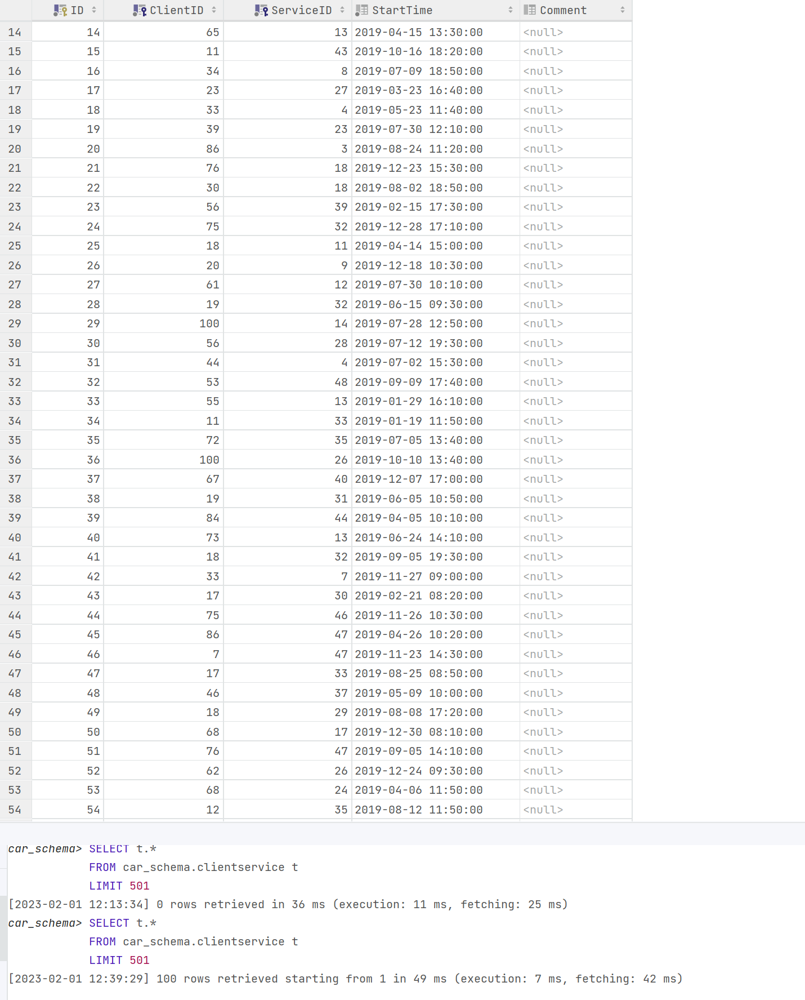 ID ClientID ServiceID StartTime Comment
14 14 65 13 2019-04-15 13:30:00 <null>
15 15 11 43 2019-10-16 18:20:00 <null>
16 16 34 8 2019-07-09 18:50:00 <null>
17 17 23 27 2019-03-23 16:40:00 <null>
18 18 33 4 2019-05-23 11:40:00 <null>
19 19 39 23 2019-07-30 12:10:00 <null>
20 20 86 3 2019-08-24 11:20:00 <null>
21 21 76 18 2019-12-23 15:30:00 <null>
22 22 30 18 2019-08-02 18:50:00 <null>
23 23 56 39 2019-02-15 17:30:00 <null>
24 24 75 32 2019-12-28 17:10:00 <null>
25 25 18 11 2019-04-14 15:00:00 <null>
26 26 20 9 2019-12-18 10:30:00 <null>
27 27 61 12 2019-07-30 10:10:00 <null>
28 28 19 32 2019-06-15 09:30:00 <null>
29 29 100 14 2019-07-28 12:50:00 <null>
30 30 56 28 2019-07-12 19:30:00 <null>
31 31 44 4 2019-07-02 15:30:00 <null>
32 32 53 48 2019-09-09 17:40:00 <null>
33 33 55 13 2019-01-29 16:10:00 <null>
34 34 11 33 2019-01-19 11:50:00 <null>
35 35 72 35 2019-07-05 13:40:00 <null>
36 36 100 26 2019-10-10 13:40:00 <null>
37 37 67 40 2019-12-07 17:00:00 <null>
38 38 19 31 2019-06-05 10:50:00 <null>
39 39 84 44 2019-04-05 10:10:00 <null>
40 40 73 13 2019-06-24 14:10:00 <null>
41 41 18 32 2019-09-05 19:30:00 <null>
42 42 33 7 2019-11-27 09:00:00 <null>
43 43 17 30 2019-02-21 08:20:00 <null>
44 44 75 46 2019-11-26 10:30:00 <null>
45 45 86 47 2019-04-26 10:20:00 <null>
46 46 7 47 2019-11-23 14:30:00 <null>
47 47 17 33 2019-08-25 08:50:00 <null>
48 48 46 37 2019-05-09 10:00:00 <null>
49 49 18 29 2019-08-08 17:20:00 <null>
50 50 68 17 2019-12-30 08:10:00 <null>
51 51 76 47 2019-09-05 14:10:00 <null>
52 52 62 26 2019-12-24 09:30:00 <null>
53 53 68 24 2019-04-06 11:50:00 <null>
54 54 12 35 2019-08-12 11:50:00 <null>
car_schema> SELECT t.*
FROM car_schema.clientservice t
LIMIT 501
[2023-02-01 12:13:34] 0 rows retrieved in 36 ms (execution: 11 ms, fetching: 25 ms)
car_schema> SELECT t.*
FROM car_schema.clientservice t
LIMIT 501
[2023-02-01 12:39:29] 100 rows retrieved starting from 1 in 49 ms (execution: 7 ms, fetching: 42 ms)